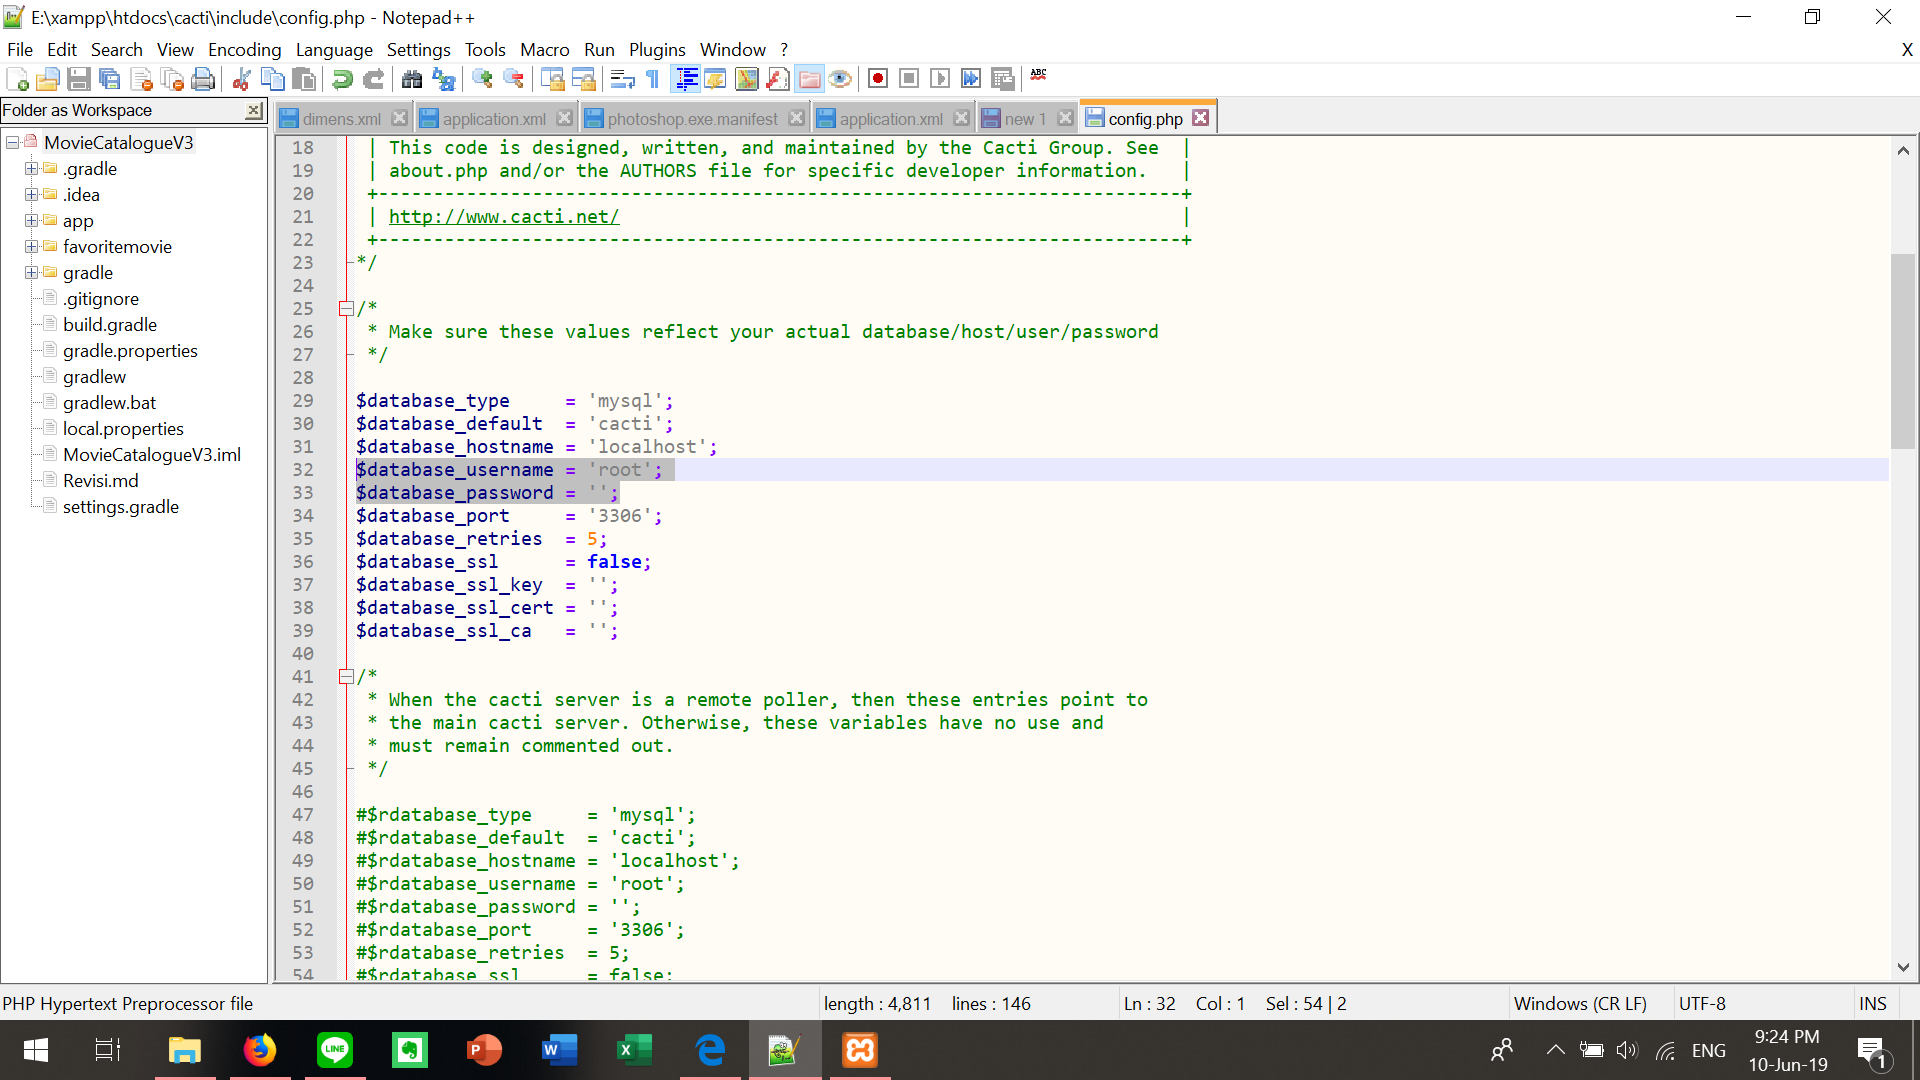 E:\xampp\htdocs\cacti\include\config.php - Notepad++
File Edit Search View Encoding Language Settings Tools Macro Run Plugins Window ? X
ABC
Folder as Workspace
MovieCatalogueV3
.gradle
.idea
app
favoritemovie
gradle
.gitignore
build.gradle
gradle.properties
gradlew
gradlew.bat
local.properties
MovieCatalogueV3.iml
Revisi.md
settings.gradle
dimens.xml application.xml photoshop.exe.manifest application.xml new 1 config.php
18 | This code is designed, written, and maintained by the Cacti Group. See |
19 | about.php and/or the AUTHORS file for specific developer information. |
20 +-------------------------------------------------------------------------+
21 | http://www.cacti.net/ |
22 +-------------------------------------------------------------------------+
23 */
24
25 /*
26 * Make sure these values reflect your actual database/host/user/password
27 */
28
29 $database_type     = 'mysql';
30 $database_default  = 'cacti';
31 $database_hostname = 'localhost';
32 $database_username = 'root';
33 $database_password = '';
34 $database_port     = '3306';
35 $database_retries  = 5;
36 $database_ssl      = false;
37 $database_ssl_key  = '';
38 $database_ssl_cert = '';
39 $database_ssl_ca   = '';
40
41 /*
42 * When the cacti server is a remote poller, then these entries point to
43 * the main cacti server. Otherwise, these variables have no use and
44 * must remain commented out.
45 */
46
47 #$rdatabase_type     = 'mysql';
48 #$rdatabase_default  = 'cacti';
49 #$rdatabase_hostname = 'localhost';
50 #$rdatabase_username = 'root';
51 #$rdatabase_password = '';
52 #$rdatabase_port     = '3306';
53 #$rdatabase_retries  = 5;
54 #$rdatabase_ssl      = false;
PHP Hypertext Preprocessor file length : 4,811 lines : 146 Ln : 32 Col : 1 Sel : 54 | 2 Windows (CR LF) UTF-8 INS
LINE
P
W
X
ENG
9:24 PM
10-Jun-19
1